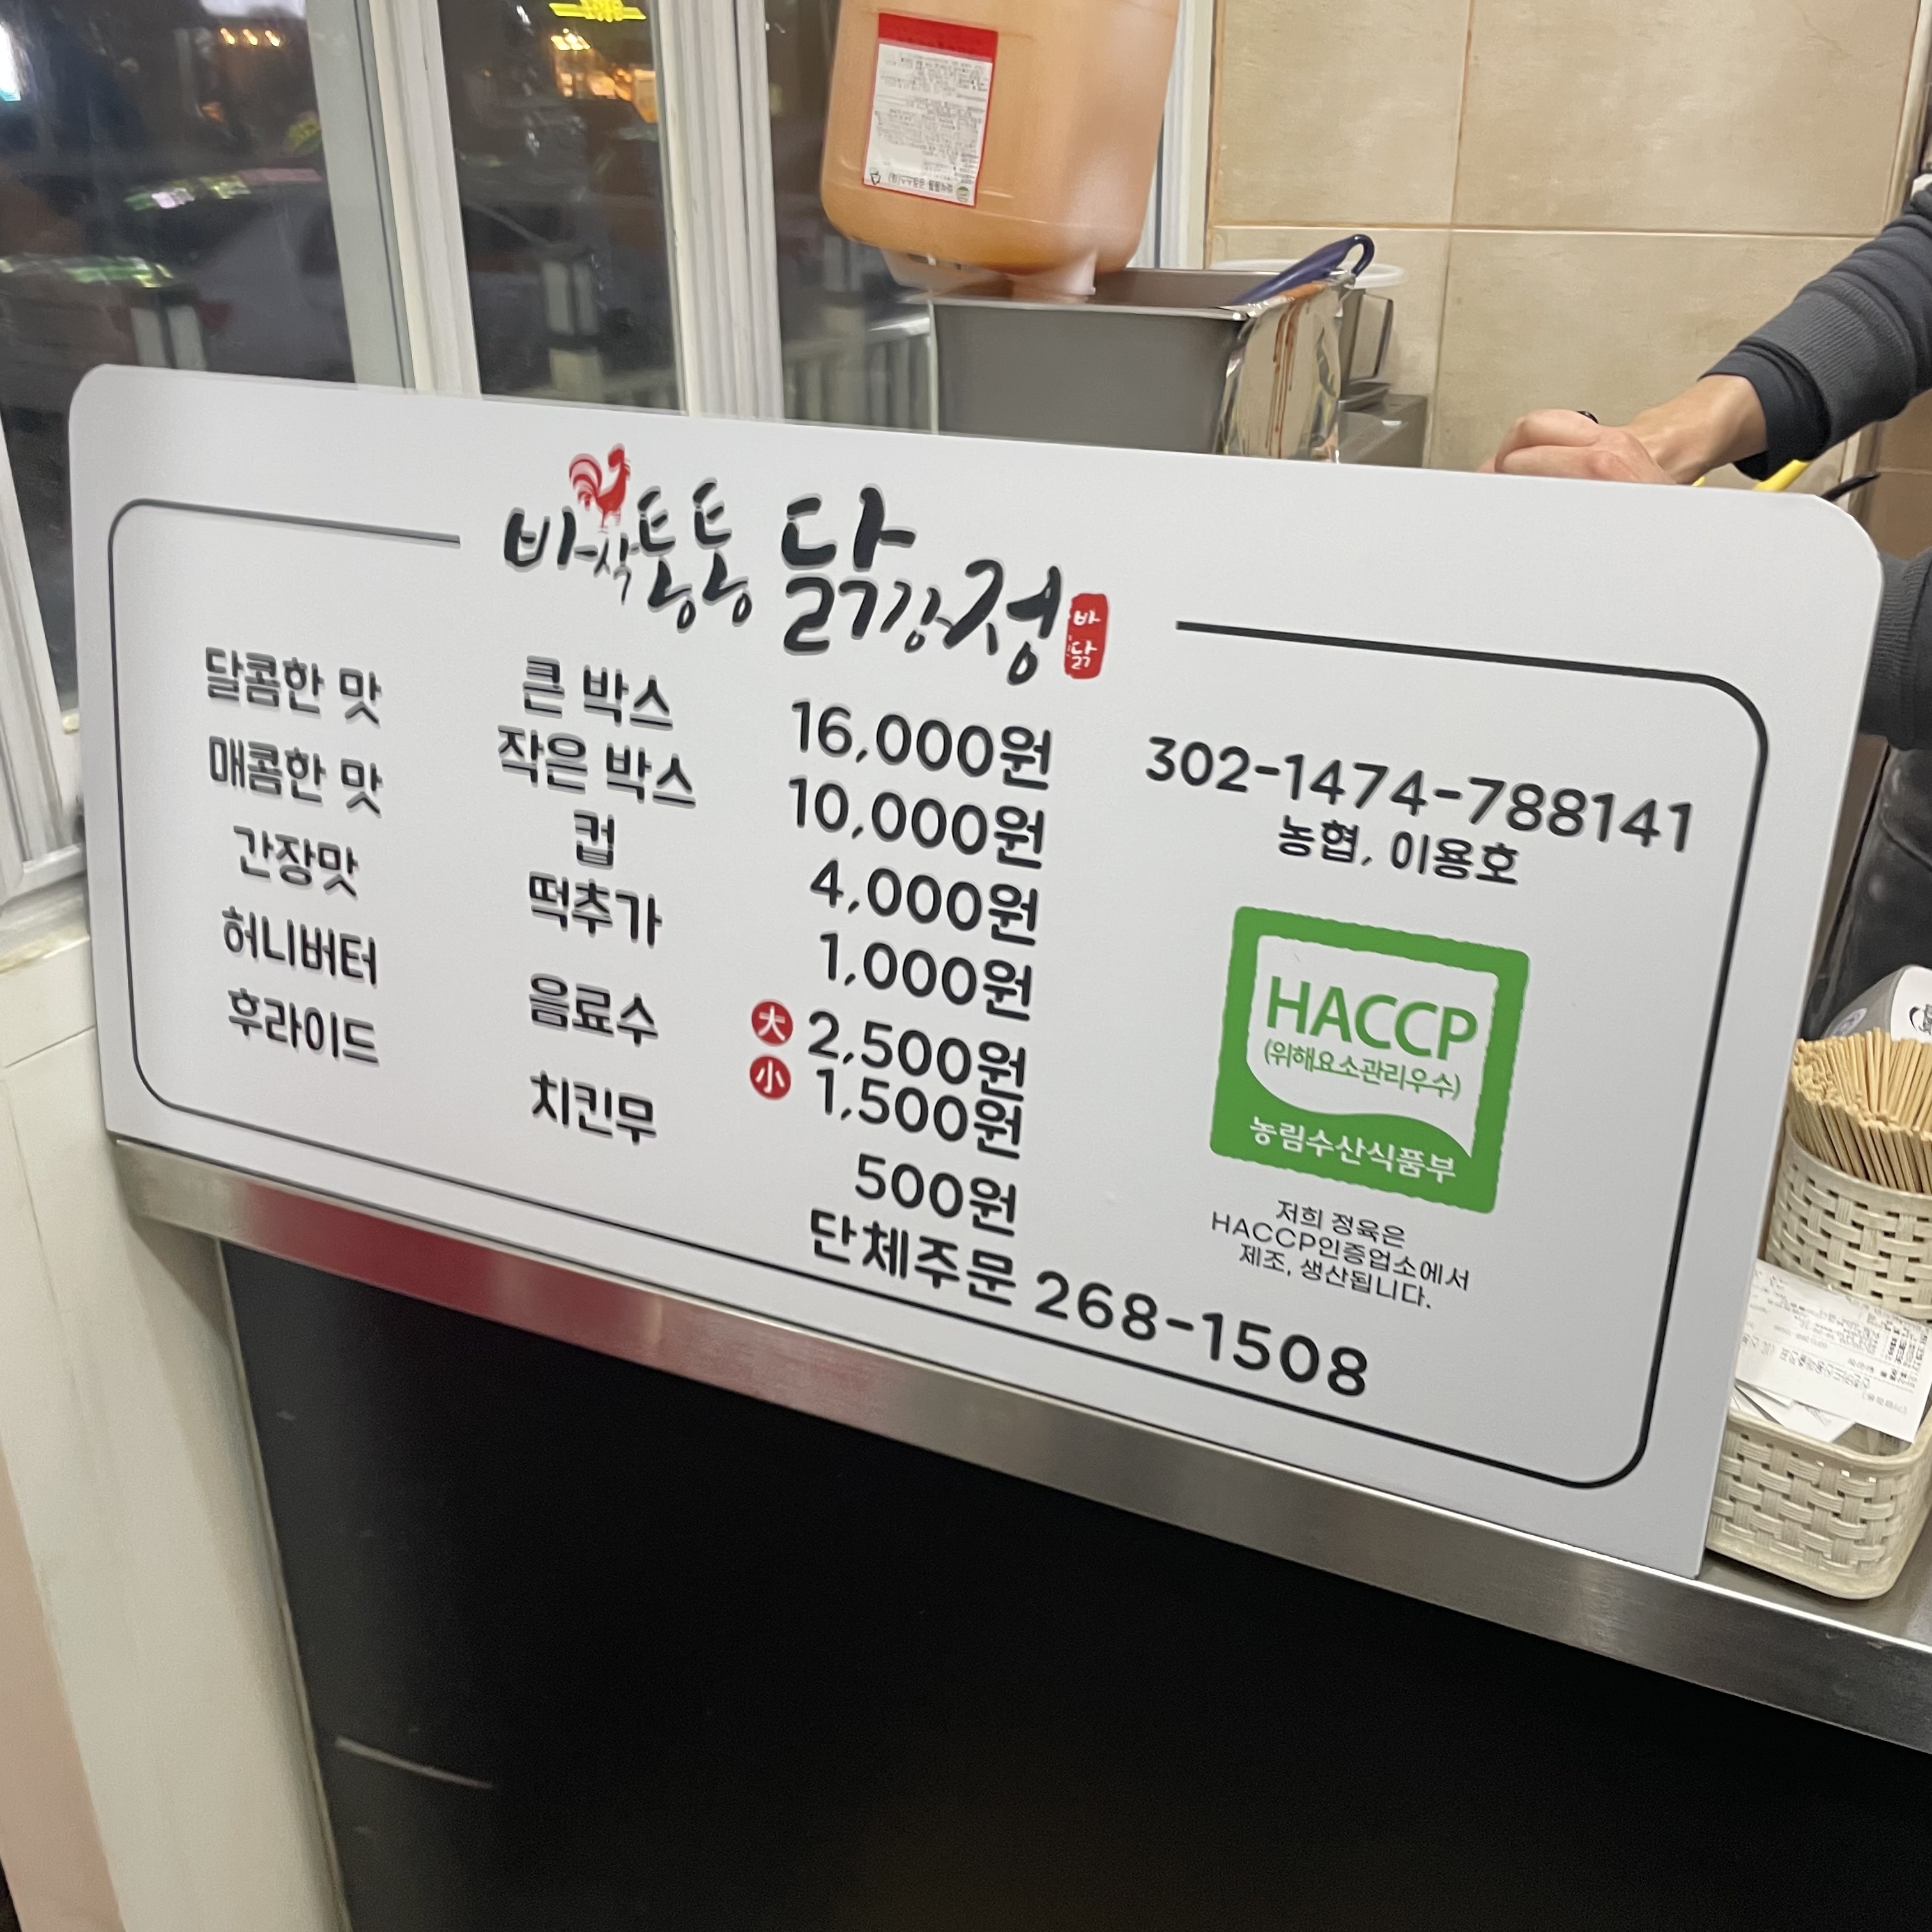 바삭통통 닭강정
바
닭
달콤한 맛
매콤한 맛
간장맛
허니버터
후라이드
큰 박스 16,000원
작은 박스 10,000원
컵 4,000원
떡추가 1,000원
음료수 大 2,500원
小 1,500원
치킨무 500원
단체주문 268-1508
302-1474-788141
농협, 이용호
HACCP
(위해요소관리우수)
농림수산식품부
저희 정육은
HACCP인증업소에서
제조, 생산됩니다.